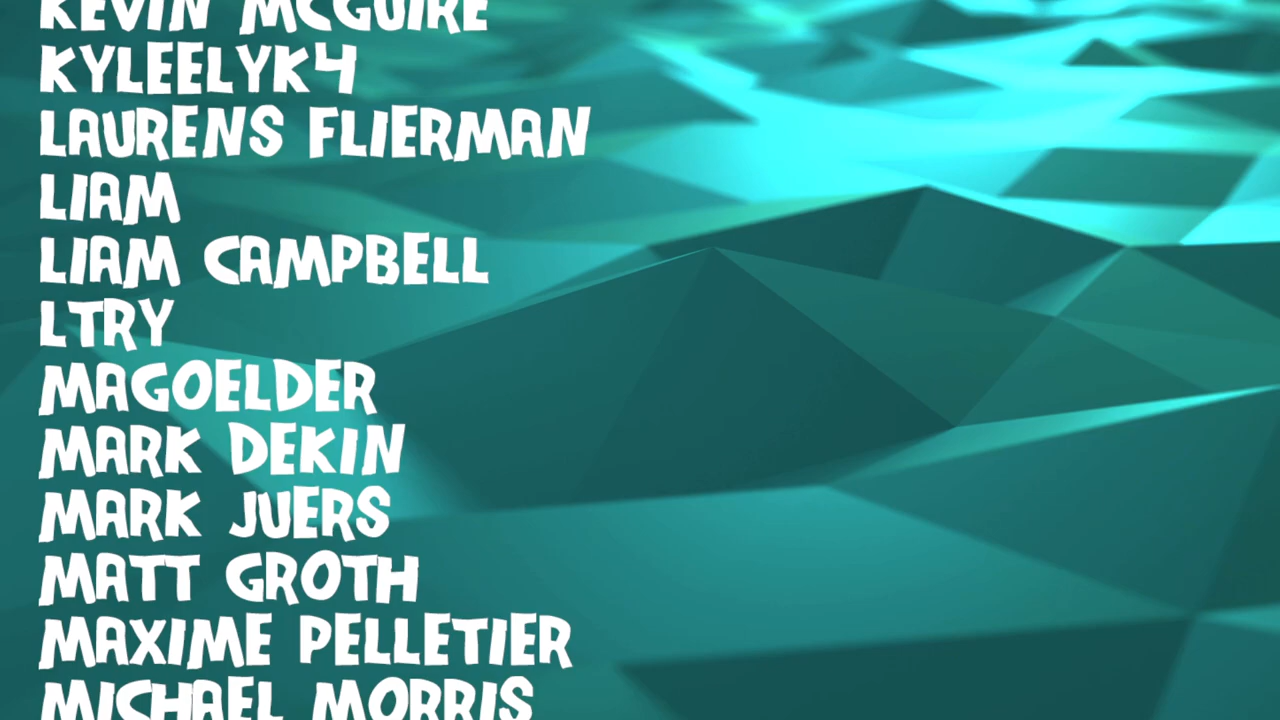 KEVIN MCGUIRE
KYLEELYK4
LAURENS FLIERMAN
LIAM
LIAM CAMPBELL
LTRY
MAGOELDER
MARK DEKIN
MARK JUERS
MATT GROTH
MAXIME PELLETIER
MICHAEL MORRIS